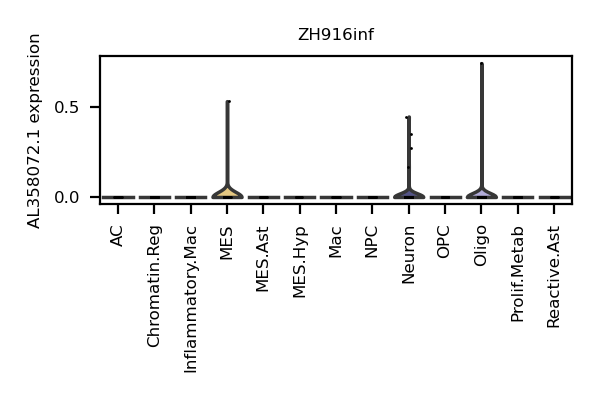 ZH916inf
AL358072.1 expression
0.5
0.0
AC
Chromatin.Reg
Inflammatory.Mac
MES
MES.Ast
MES.Hyp
Mac
NPC
Neuron
OPC
Oligo
Prolif.Metab
Reactive.Ast